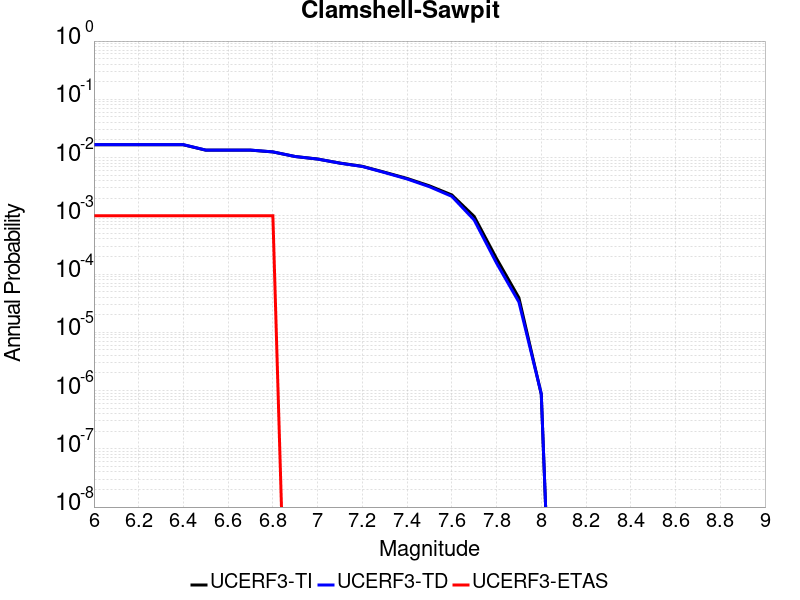 Clamshell-Sawpit
10^0
10^-1
10^-2
10^-3
10^-4
10^-5
10^-6
10^-7
10^-8
Annual Probability
6 6.2 6.4 6.6 6.8 7 7.2 7.4 7.6 7.8 8 8.2 8.4 8.6 8.8 9
Magnitude
UCERF3-TI UCERF3-TD UCERF3-ETAS